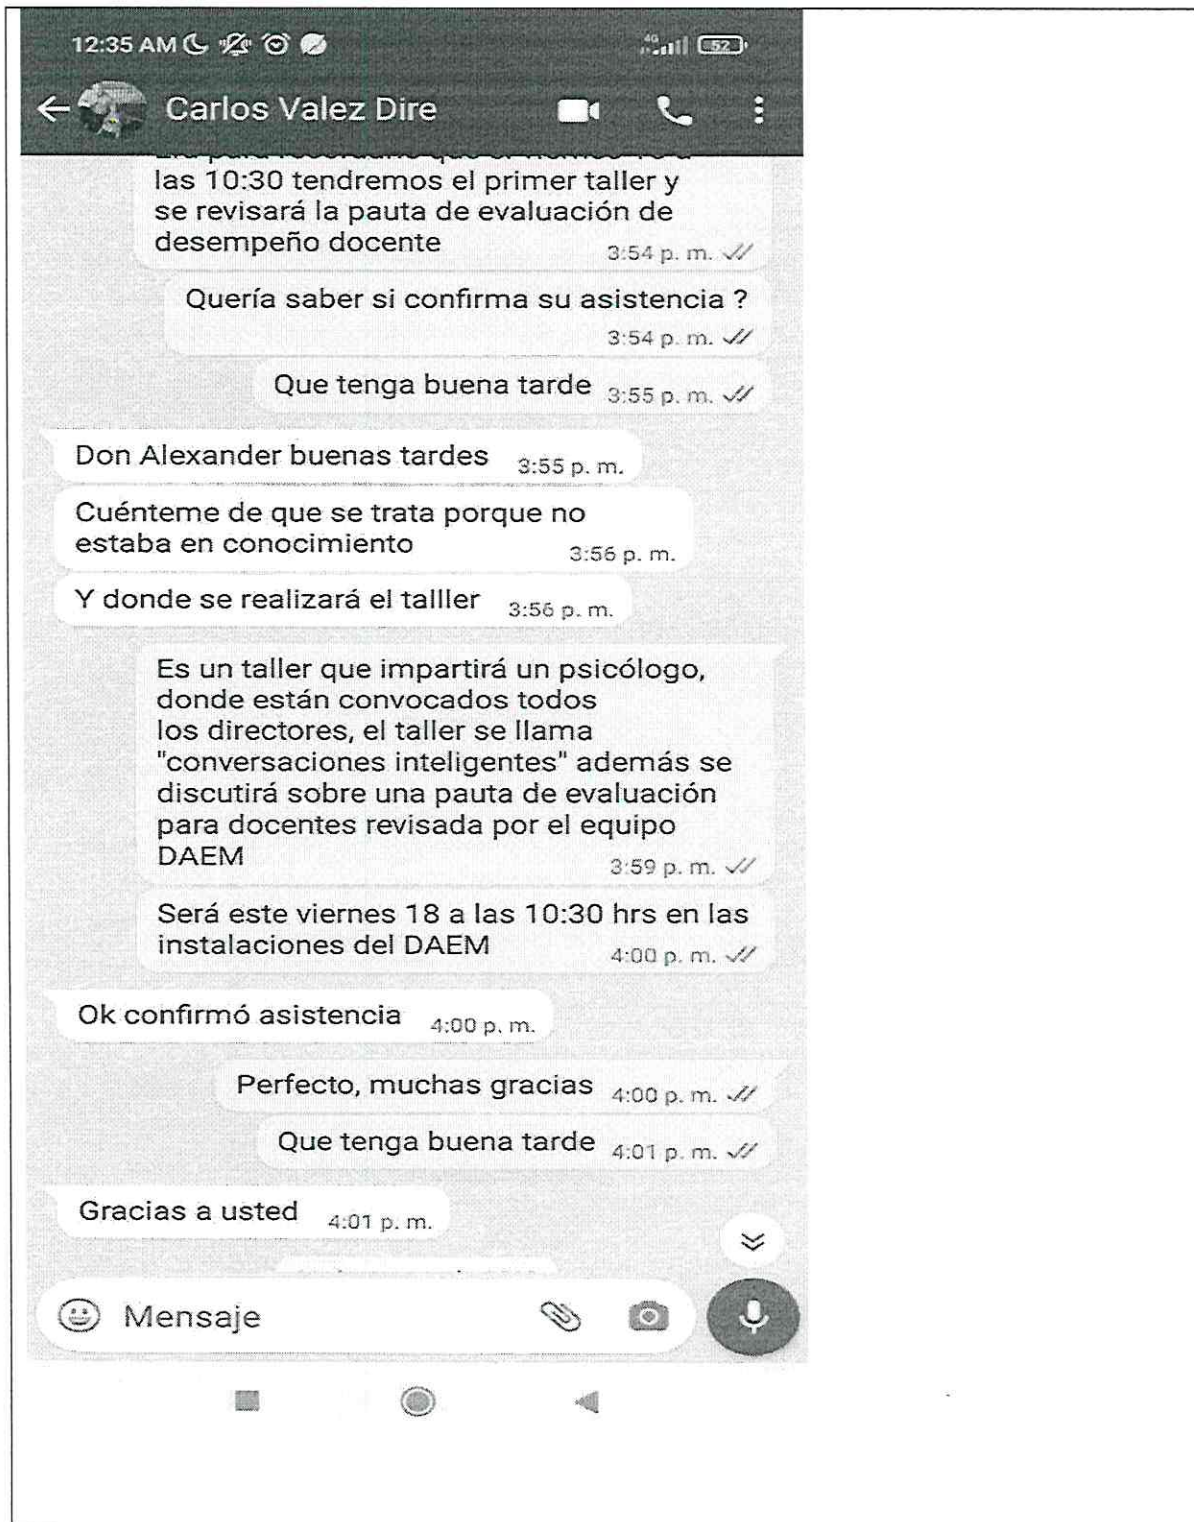 12:35 AM
4G
52
Carlos Valez Dire
las 10:30 tendremos el primer taller y
se revisará la pauta de evaluación de
desempeño docente
3:54 p. m.
Quería saber si confirma su asistencia ?
3:54 p. m.
Que tenga buena tarde 3:55 p. m.
Don Alexander buenas tardes 3:55 p. m.
Cuénteme de que se trata porque no
estaba en conocimiento 3:56 p. m.
Y donde se realizará el talller 3:56 p. m.
Es un taller que impartirá un psicólogo,
donde están convocados todos
los directores, el taller se llama
"conversaciones inteligentes" además se
discutirá sobre una pauta de evaluación
para docentes revisada por el equipo
DAEM 3:59 p. m.
Será este viernes 18 a las 10:30 hrs en las
instalaciones del DAEM 4:00 p. m.
Ok confirmó asistencia 4:00 p. m.
Perfecto, muchas gracias 4:00 p. m.
Que tenga buena tarde 4:01 p. m.
Gracias a usted 4:01 p. m.
Mensaje